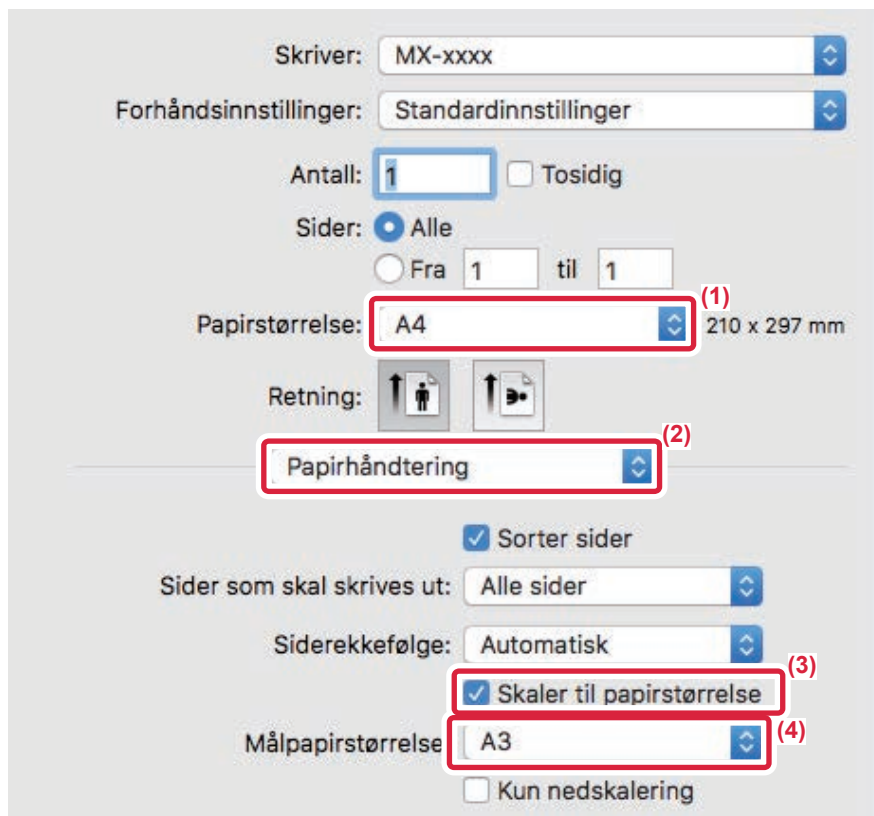 Skriver: MX-xxxx
Forhåndsinnstillinger: Standardinnstillinger
Antall: 1 Tosidig
Sider: Alle
Fra 1 til 1
(1)
Papirstørrelse: A4 210 x 297 mm
Retning:
(2)
Papirhåndtering
Sorter sider
Sider som skal skrives ut: Alle sider
Siderekkefølge: Automatisk
(3)
Skaler til papirstørrelse
Målpapirstørrelse A3 (4)
Kun nedskalering